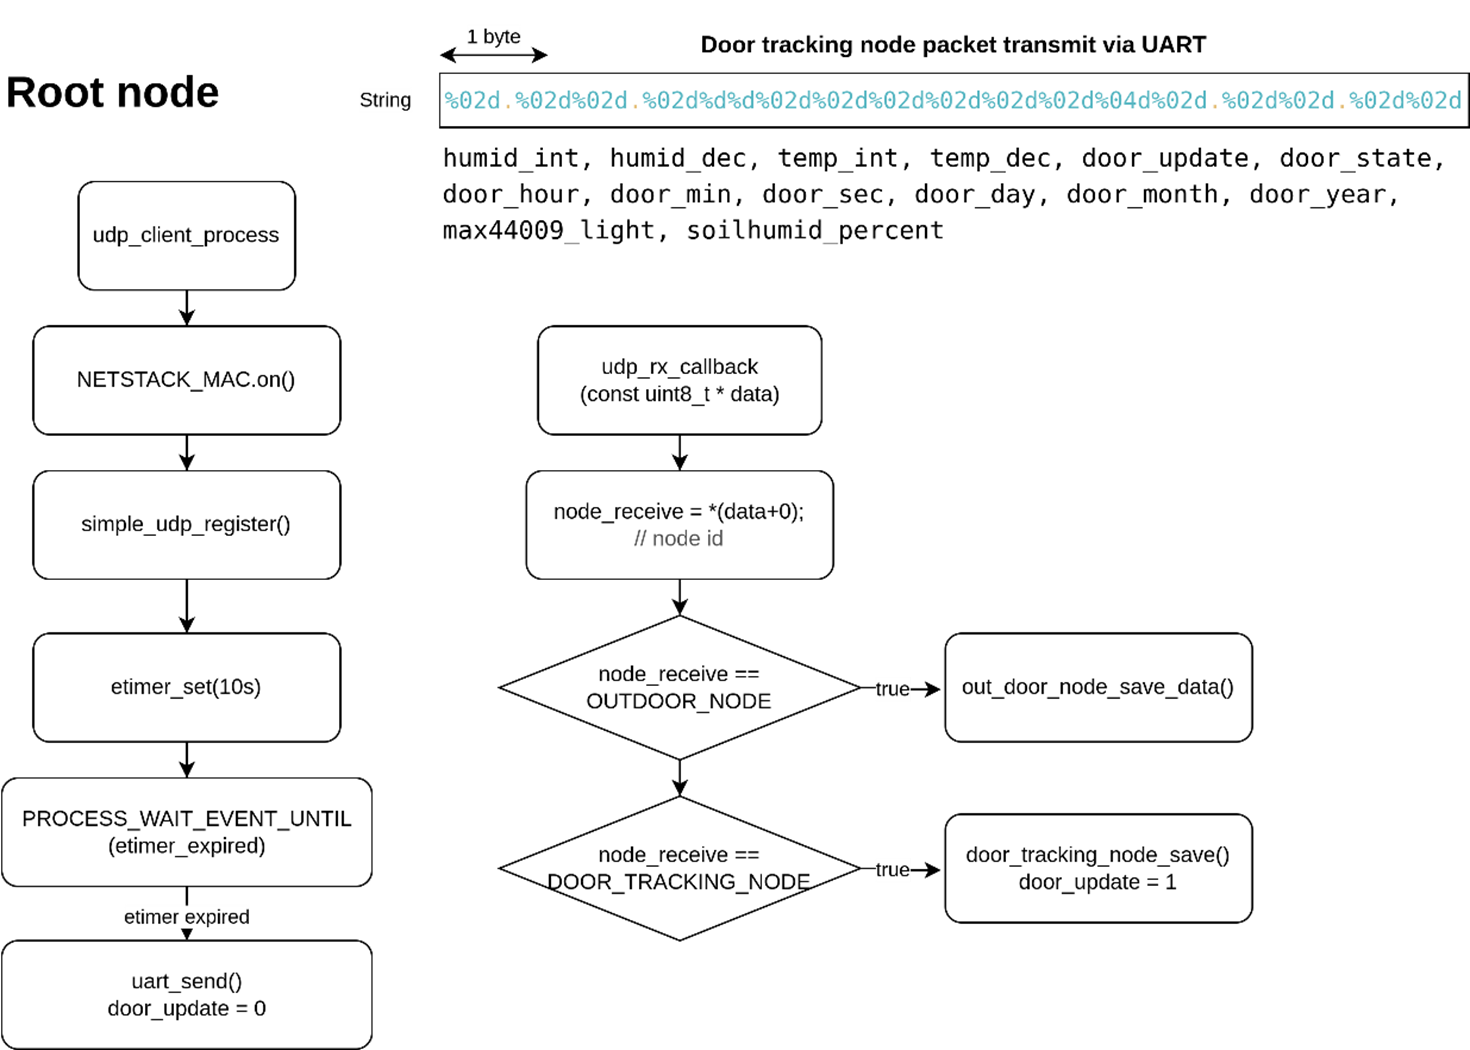 1 byte
Door tracking node packet transmit via UART
Root node
String
%02d.%02d%02d.%02d%d%d%02d%02d%02d%02d%02d%02d%04d%02d.%02d%02d.%02d%02d
humid_int, humid_dec, temp_int, temp_dec, door_update, door_state,
door_hour, door_min, door_sec, door_day, door_month, door_year,
max44009_light, soilhumid_percent
udp_client_process
NETSTACK_MAC.on()
simple_udp_register()
etimer_set(10s)
PROCESS_WAIT_EVENT_UNTIL
(etimer_expired)
etimer expired
uart_send()
door_update = 0
udp_rx_callback
(const uint8_t * data)
node_receive = *(data+0);
// node id
node_receive ==
OUTDOOR_NODE
true
out_door_node_save_data()
node_receive ==
DOOR_TRACKING_NODE
true
door_tracking_node_save()
door_update = 1